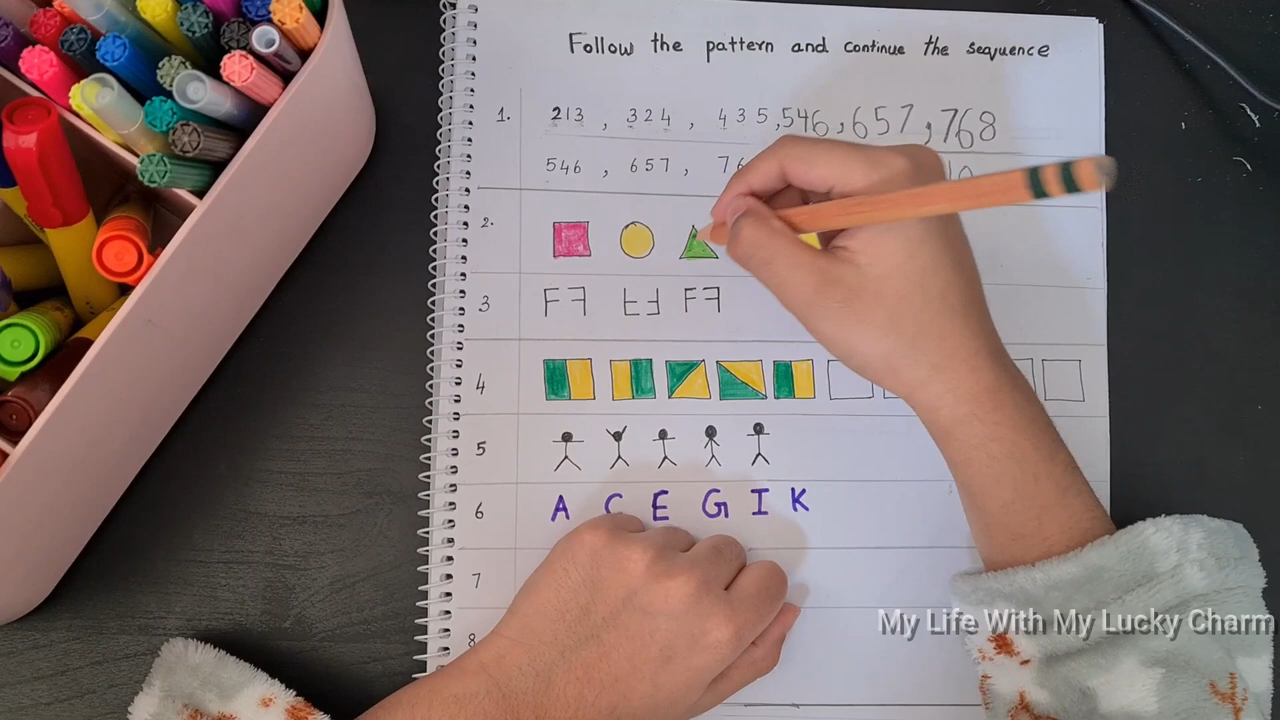 Follow the pattern and continue the sequence
1. 213 , 324 , 435 , 546 , 657 , 768
546 , 657 ,
2.
3
4
5
6 A C E G I K
7
8
My Life With My Lucky Charm